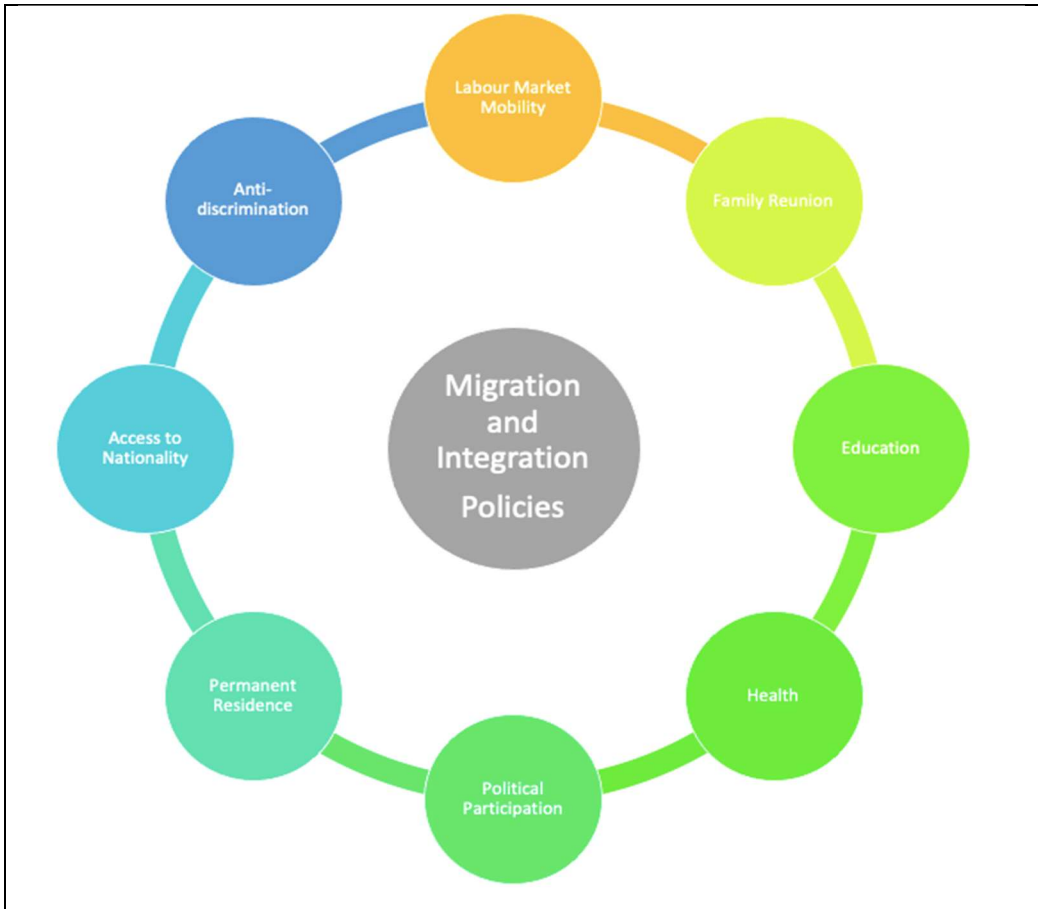 Labour Market
Mobility
Family Reunion
Education
Health
Political
Participation
Permanent
Residence
Access to
Nationality
Anti-
discrimination
Migration
and
Integration
Policies